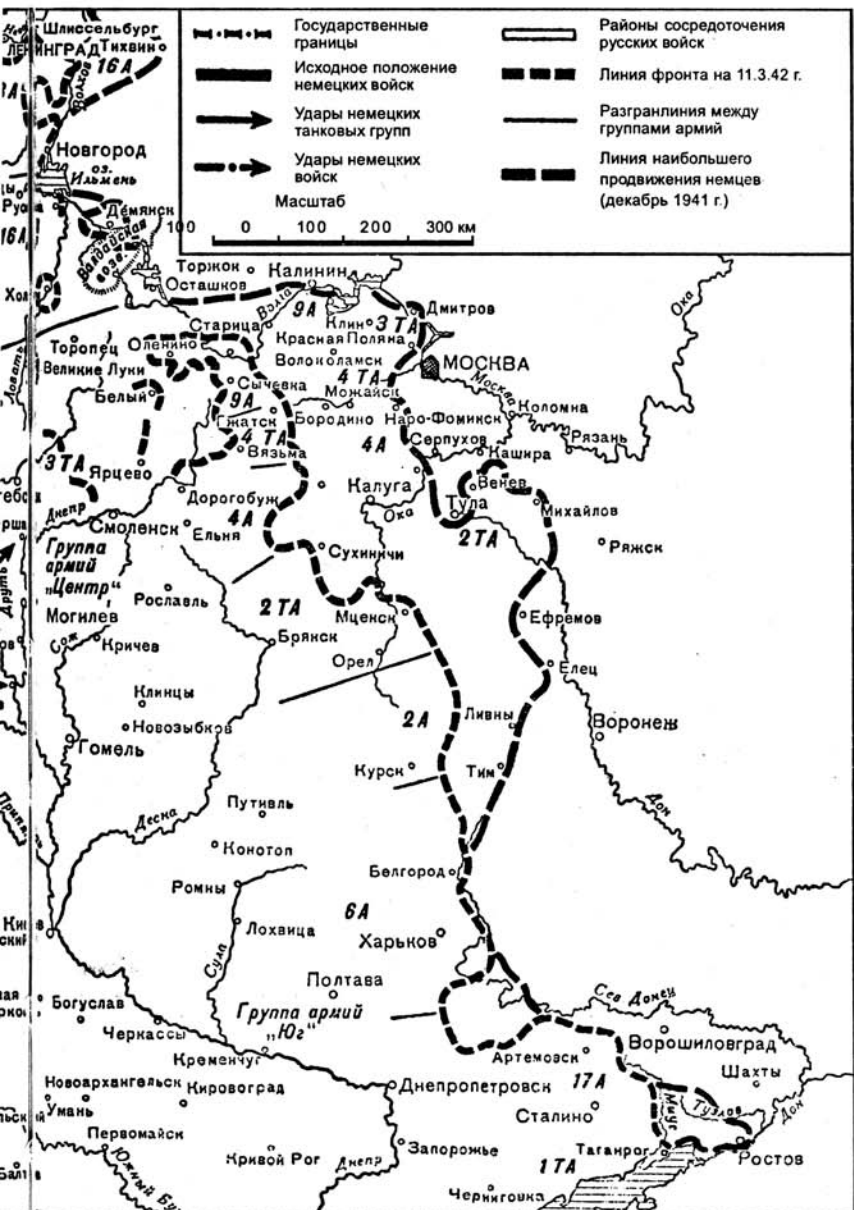 Государственные
границы
Исходное положение
немецких войск
Удары немецких
танковых групп
Удары немецких
войск
Районы сосредоточения
русских войск
Линия фронта на 11.3.42 г.
Разгранлиния между
группами армий
Линия наибольшего
продвижения немцев
(декабрь 1941 г.)
Масштаб
100 0 100 200 300 км
Шлиссельбург
ЛЕНИНГРАД
Тихвин
16А
Волхов
Новгород
оз.
Ильмень
Демянск
16А
Валдайская
возв.
Осташков
Торжок
Калинин
Волга
9А
Дмитров
Клин
3 ТА
Старица
Красная Поляна
Торопец
Оленино
Волоколамск
МОСКВА
Великие Луки
4 ТА
Москва
Ока
Ловать
Белый
Сычевка
Можайск
9А
Бородино
Наро-Фоминск
Коломна
Гжатск
4 ТА
4А
Серпухов
Рязань
Вязьма
Кашира
3 ТА
Ярцево
Калуга
Венев
Дорогобуж
Ока
Тула
Михайлов
Днепр
Смоленск
4А
Ельня
2ТА
Ряжск
Группа
армий
„Центр“
Сухиничи
Друть
Рославль
2 ТА
Мценск
Ефремов
Могилев
Сож
Кричев
Брянск
Орел
Елец
Клинцы
2А
Ливны
Новозыбков
Воронеж
Гомель
Курск
Тим
Десна
Путивль
Дон
Конотоп
Белгород
Ромны
6А
Лохвица
Харьков
Сула
Полтава
Сев Донец
Богуслав
Группа армий
„Юг“
Черкассы
Ворошиловград
Кременчуг
Артемовск
Шахты
Новоархангельск
Кировоград
Днепропетровск
17А
Умань
Сталино
Миус
Тузлов
Дон
Первомайск
Запорожье
Таганрог
Ростов
Кривой Рог
Днепр
1 ТА
Черниговка